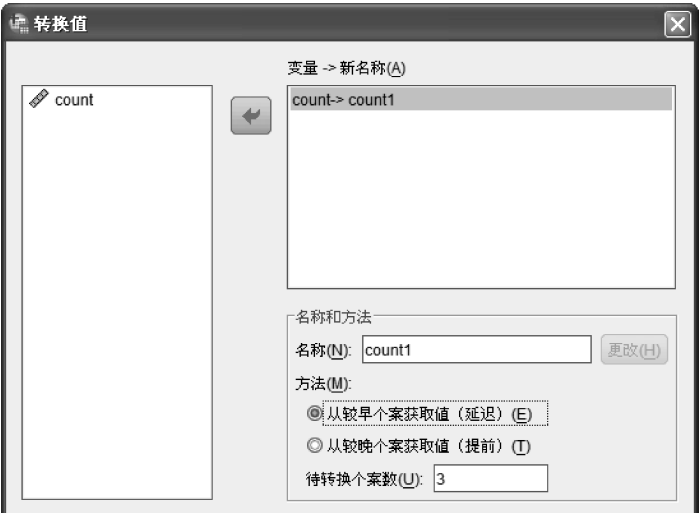 转换值
变量 -> 新名称(A)
count
count-> count1
名称和方法
名称(N): count1
更改(H)
方法(M):
从较早个案获取值（延迟）(E)
从较晚个案获取值（提前）(T)
待转换个案数(U): 3